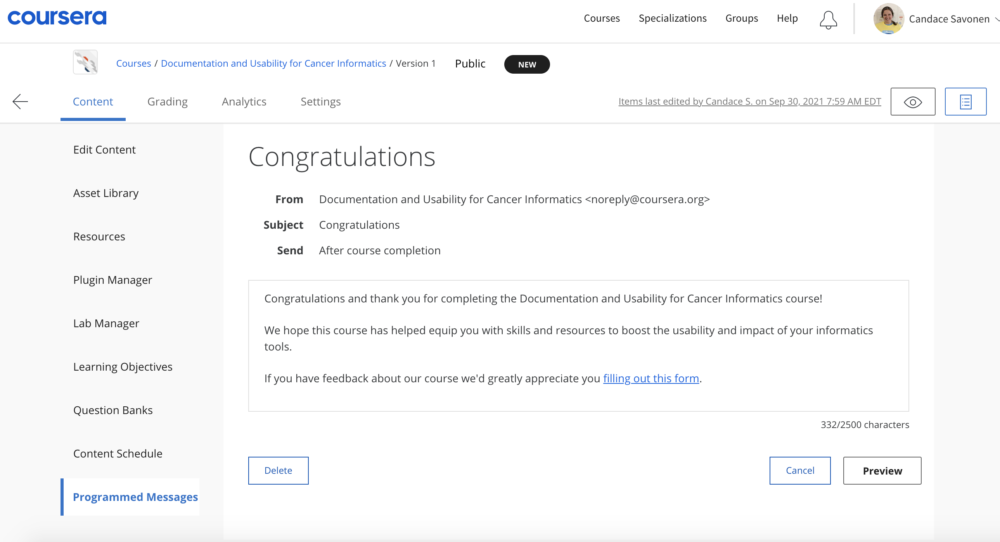 coursera
Courses Specializations Groups Help Candace Savonen
Courses / Documentation and Usability for Cancer Informatics / Version 1 Public NEW
Content Grading Analytics Settings Items last edited by Candace S. on Sep 30, 2021 7:59 AM EDT
Edit Content
Asset Library
Resources
Plugin Manager
Lab Manager
Learning Objectives
Question Banks
Content Schedule
Programmed Messages
Congratulations
From Documentation and Usability for Cancer Informatics <noreply@coursera.org>
Subject Congratulations
Send After course completion
Congratulations and thank you for completing the Documentation and Usability for Cancer Informatics course!
We hope this course has helped equip you with skills and resources to boost the usability and impact of your informatics
tools.
If you have feedback about our course we'd greatly appreciate you filling out this form.
332/2500 characters
Delete Cancel Preview